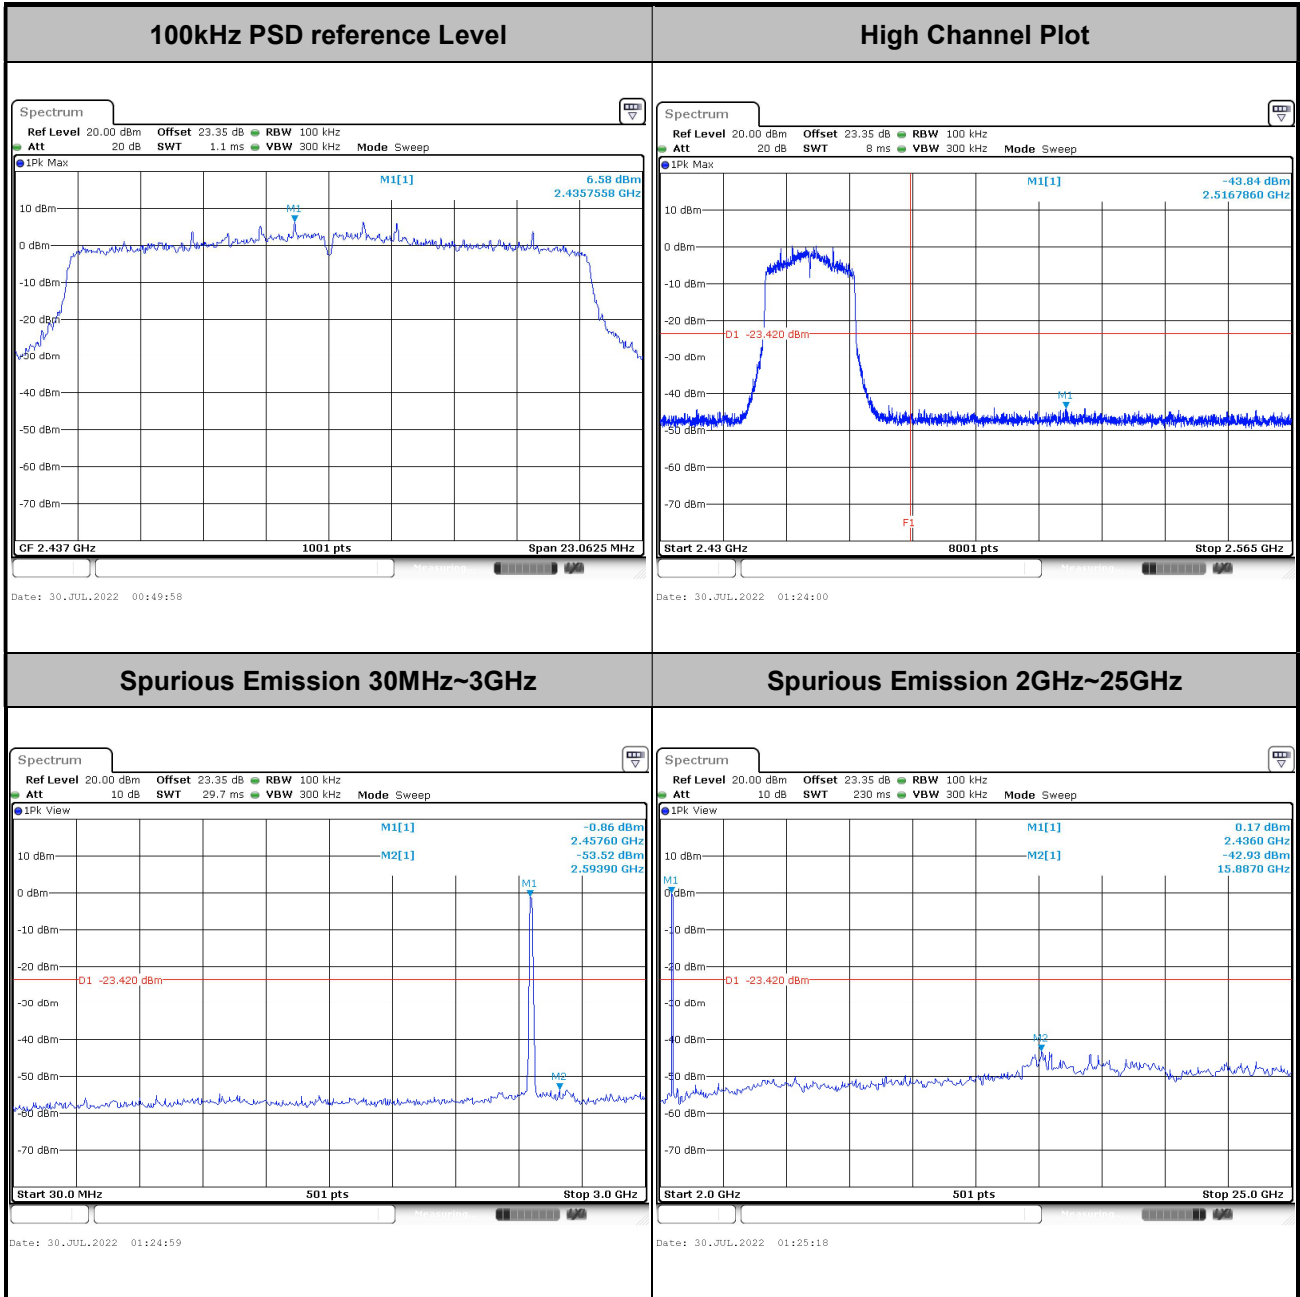 100kHz PSD reference Level
High Channel Plot
Spectrum
Ref Level 20.00 dBm Offset 23.35 dB RBW 100 kHz
Att 20 dB SWT 1.1 ms VBW 300 kHz Mode Sweep
1Pk Max
M1[1] 6.58 dBm
2.4357558 GHz
M1
10 dBm
0 dBm
-10 dBm
-20 dBm
-30 dBm
-40 dBm
-50 dBm
-60 dBm
-70 dBm
CF 2.437 GHz 1001 pts Span 23.0625 MHz
Measuring
Date: 30.JUL.2022 00:49:58
Spectrum
Ref Level 20.00 dBm Offset 23.35 dB RBW 100 kHz
Att 20 dB SWT 8 ms VBW 300 kHz Mode Sweep
1Pk Max
M1[1] -43.84 dBm
2.5167860 GHz
10 dBm
0 dBm
-10 dBm
-20 dBm
D1 -23.420 dBm
-30 dBm
-40 dBm
M1
-50 dBm
-60 dBm
-70 dBm
F1
Start 2.43 GHz 8001 pts Stop 2.565 GHz
Measuring
Date: 30.JUL.2022 01:24:00
Spurious Emission 30MHz~3GHz
Spurious Emission 2GHz~25GHz
Spectrum
Ref Level 20.00 dBm Offset 23.35 dB RBW 100 kHz
Att 10 dB SWT 29.7 ms VBW 300 kHz Mode Sweep
1Pk View
M1[1] -0.86 dBm
2.45760 GHz
10 dBm
M2[1] -53.52 dBm
2.59390 GHz
M1
0 dBm
-10 dBm
-20 dBm
D1 -23.420 dBm
-30 dBm
-40 dBm
-50 dBm
M2
-60 dBm
-70 dBm
Start 30.0 MHz 501 pts Stop 3.0 GHz
Measuring
Date: 30.JUL.2022 01:24:59
Spectrum
Ref Level 20.00 dBm Offset 23.35 dB RBW 100 kHz
Att 10 dB SWT 230 ms VBW 300 kHz Mode Sweep
1Pk View
M1[1] 0.17 dBm
2.4360 GHz
10 dBm
M2[1] -42.93 dBm
15.8870 GHz
M1
0 dBm
-10 dBm
-20 dBm
D1 -23.420 dBm
-30 dBm
-40 dBm
M2
-50 dBm
-60 dBm
-70 dBm
Start 2.0 GHz 501 pts Stop 25.0 GHz
Measuring
Date: 30.JUL.2022 01:25:18